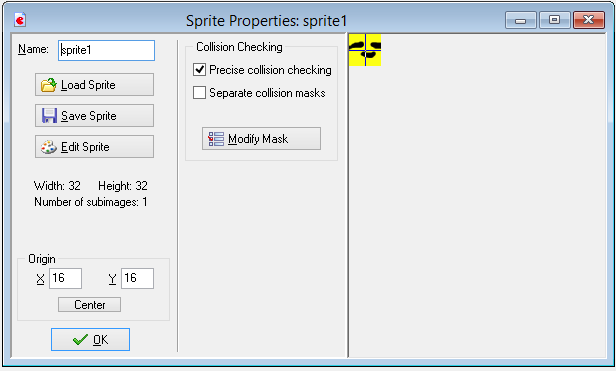 Sprite Properties: sprite1
Name: sprite1
Load Sprite
Save Sprite
Edit Sprite
Width: 32 Height: 32
Number of subimages: 1
Origin
X 16 Y 16
Center
OK
Collision Checking
Precise collision checking
Separate collision masks
Modify Mask